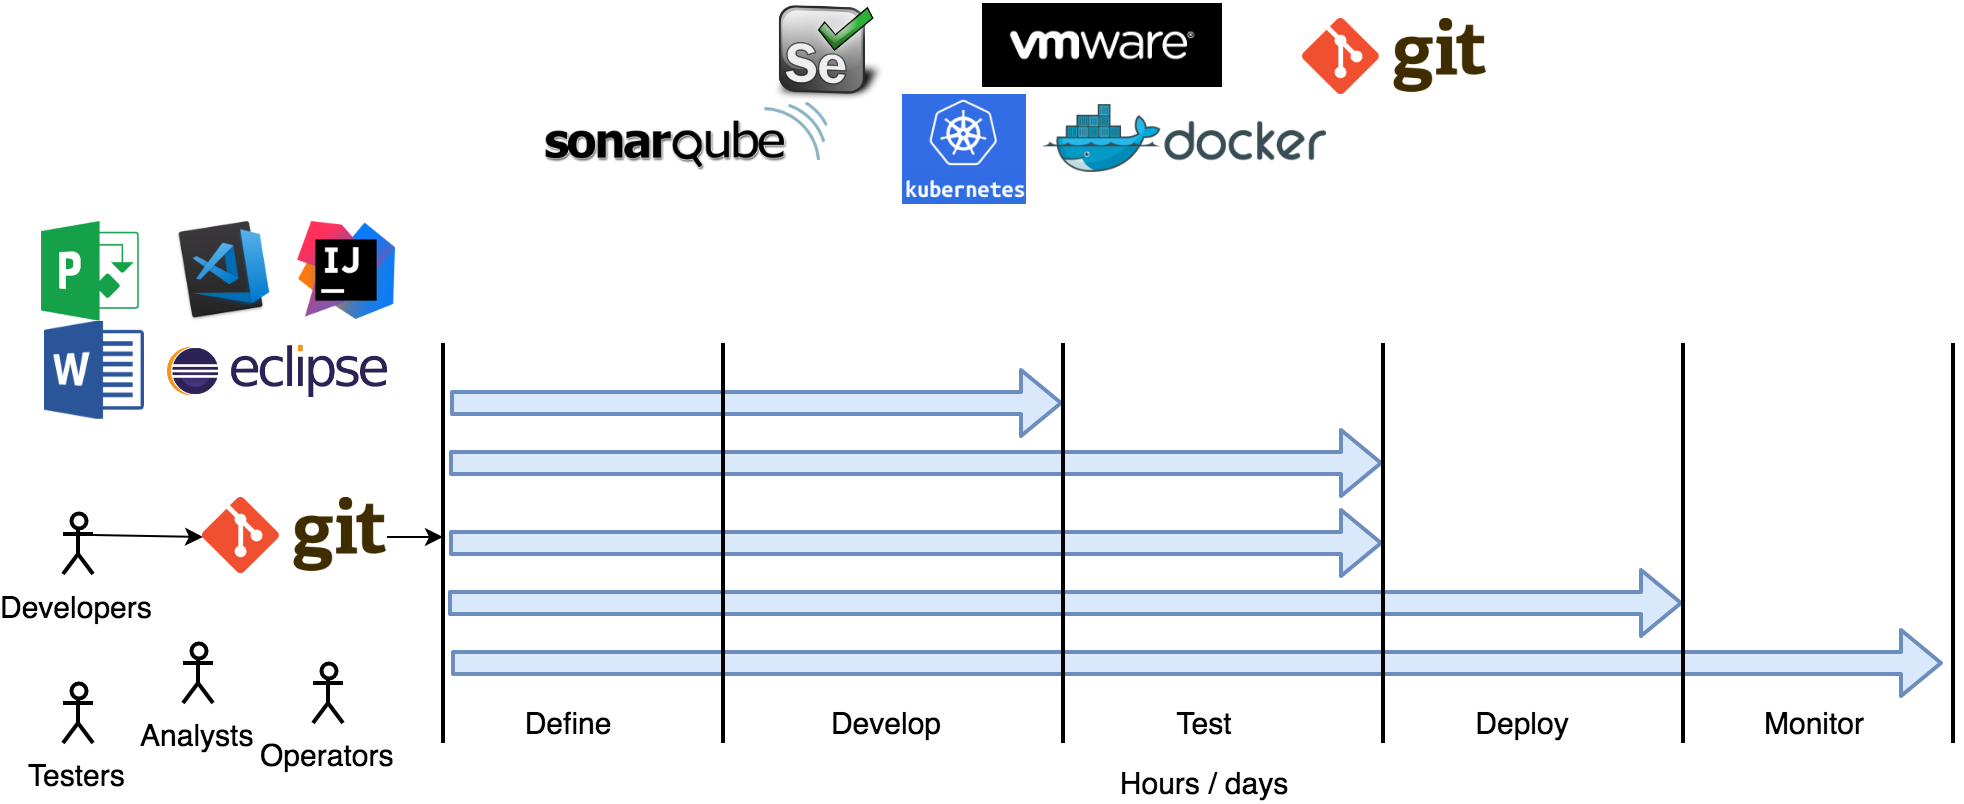 Se
vmware®
git
sonarqube
kubernetes
docker
P
IJ
W
eclipse
git
Developers
Analysts
Operators
Testers
Define
Develop
Test
Deploy
Monitor
Hours / days